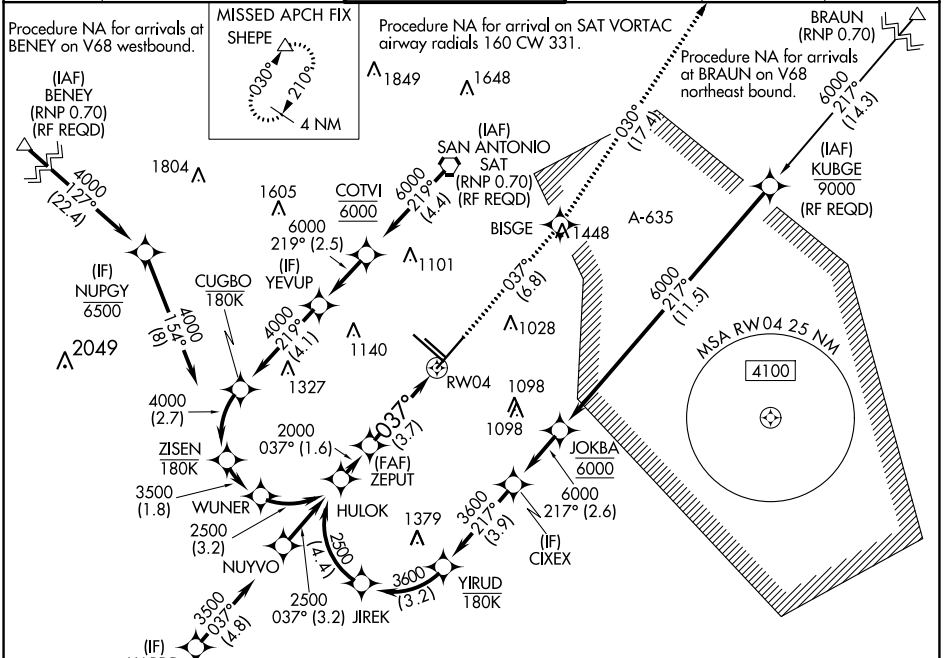 Procedure NA for arrivals at
BENEY on V68 westbound.
MISSED APCH FIX
SHEPE
030°
210°
4 NM
Procedure NA for arrival on SAT VORTAC
airway radials 160 CW 331.
1849
1648
BRAUN
(RNP 0.70)
Procedure NA for arrivals
at BRAUN on V68
northeast bound.
6000
217°
(14.3)
030°
(17.4)
(IAF)
BENEY
(RNP 0.70)
(RF REQD)
4000
127°
(22.4)
1804
(IAF)
SAN ANTONIO
SAT
(RNP 0.70)
(RF REQD)
6000
219°
(4.4)
COTVI
6000
1605
6000
219° (2.5)
(IAF)
KUBGE
9000
(RF REQD)
BISGE
1448
A-635
1101
(IF)
NUPGY
6500
4000
154°
(8)
CUGBO
180K
(IF)
YEVUP
4000
219°
(4.1)
037°
(6.8)
6000
217°
(11.5)
2049
1140
1028
1327
RW04
MSA RW04 25 NM
4100
4000
(2.7)
2000
037° (1.6)
037°
(3.7)
1098
1098
ZISEN
180K
(FAF)
ZEPUT
JOKBA
6000
3500
(1.8)
WUNER
HULOK
6000
217° (2.6)
2500
(3.2)
1379
3600
217°
(3.9)
(IF)
CIXEX
NUYVO
2500
(4.4)
3600
(3.2)
YIRUD
180K
2500
037° (3.2)
JIREK
3500
037°
(4.8)
(IF)